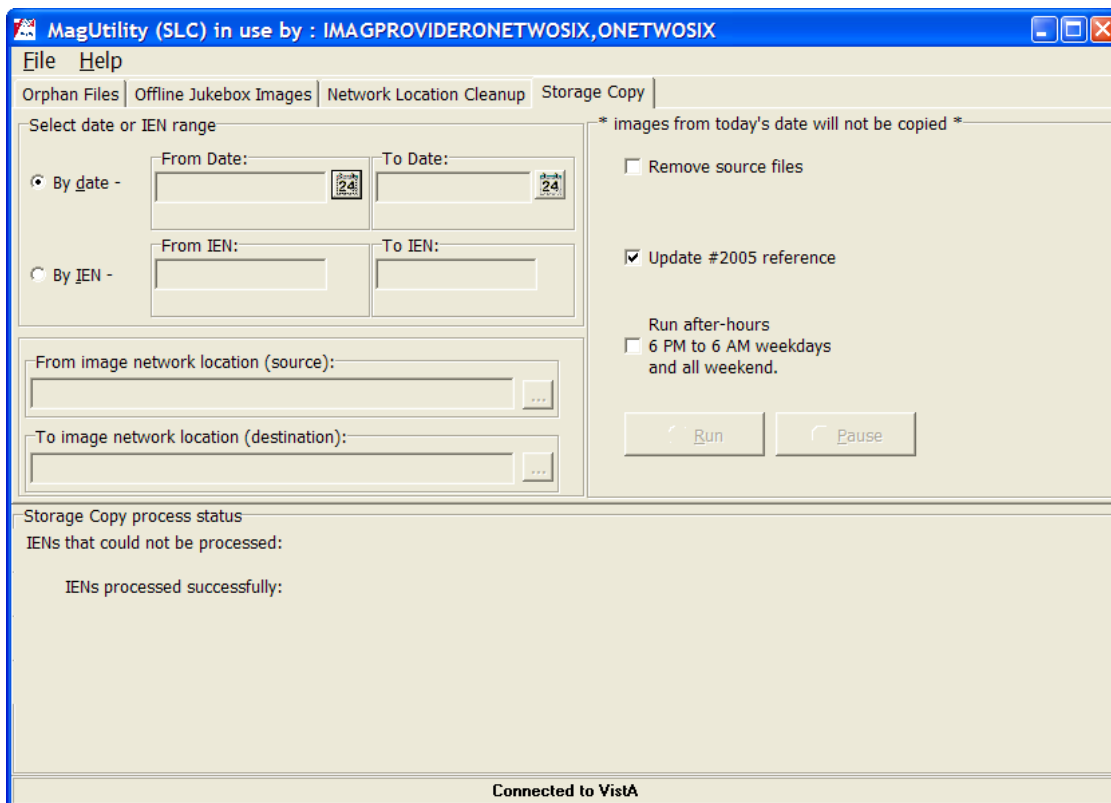 MagUtility (SLC) in use by : IMAGPROVIDERONETWOSIX,ONETWOSIX
File Help
Orphan Files Offline Jukebox Images Network Location Cleanup Storage Copy
Select date or IEN range
By date -
From Date:
24
To Date:
24
By IEN -
From IEN:
To IEN:
From image network location (source):
...
To image network location (destination):
...
* images from today's date will not be copied *
Remove source files
Update #2005 reference
Run after-hours
6 PM to 6 AM weekdays
and all weekend.
Run Pause
Storage Copy process status
IENs that could not be processed:
IENs processed successfully:
Connected to VistA